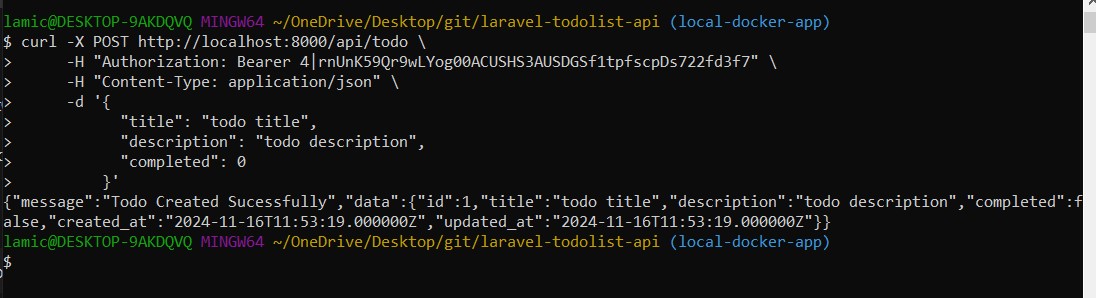 lamic@DESKTOP-9AKDQVQ MINGW64 ~/OneDrive/Desktop/git/laravel-todolist-api (local-docker-app)
$ curl -X POST http://localhost:8000/api/todo \
>      -H "Authorization: Bearer 4|rnUnK59Qr9wLYog00ACUSHS3AUSDGSf1tpfscpDs722fd3f7" \
>      -H "Content-Type: application/json" \
>      -d '{
>            "title": "todo title",
>            "description": "todo description",
>            "completed": 0
>          }'
{"message":"Todo Created Sucessfully","data":{"id":1,"title":"todo title","description":"todo description","completed":f
alse,"created_at":"2024-11-16T11:53:19.000000Z","updated_at":"2024-11-16T11:53:19.000000Z"}}
lamic@DESKTOP-9AKDQVQ MINGW64 ~/OneDrive/Desktop/git/laravel-todolist-api (local-docker-app)
$